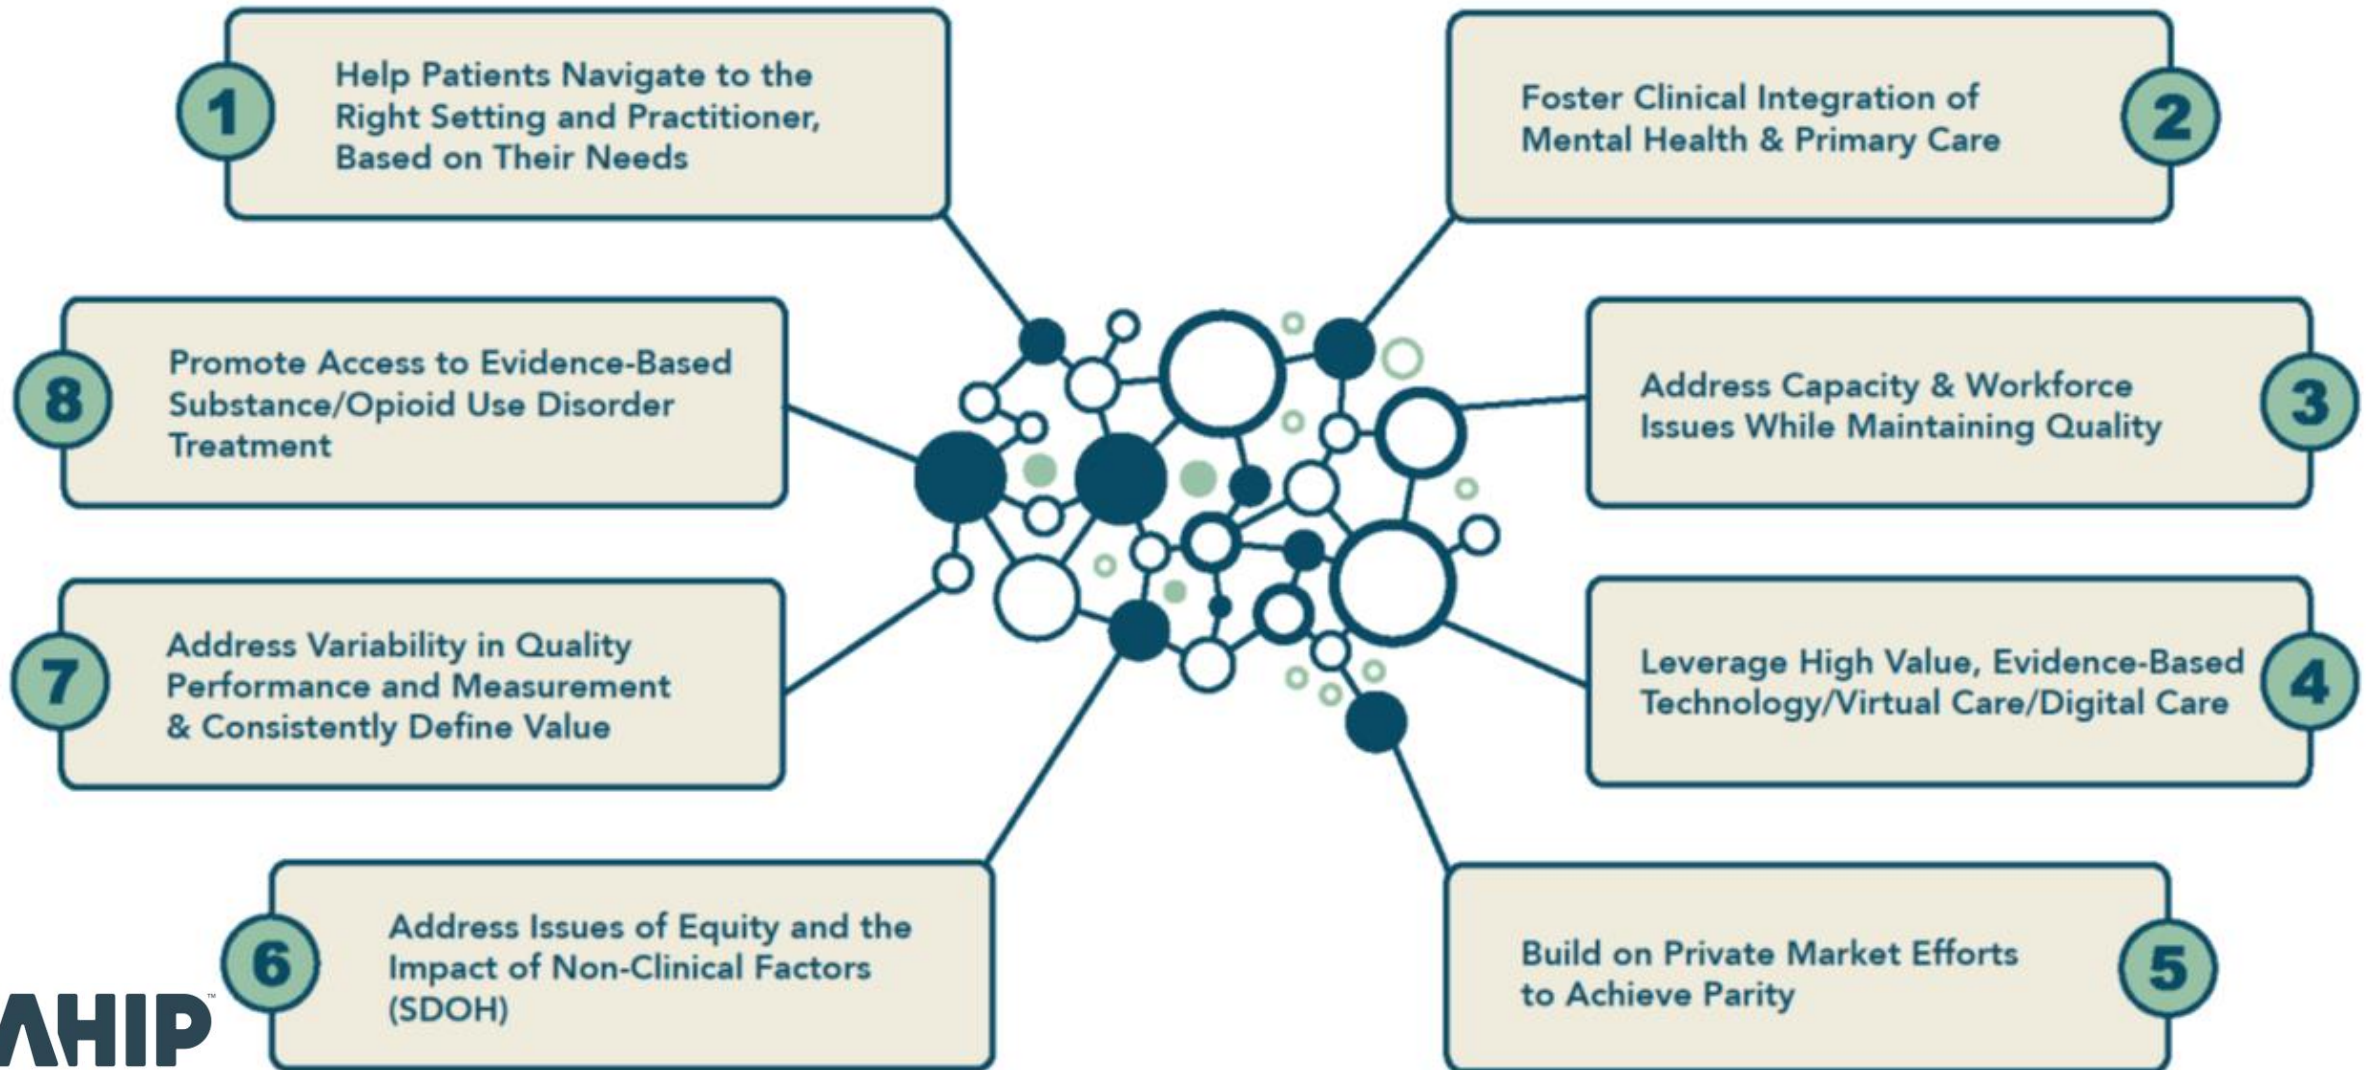 1
Help Patients Navigate to the
Right Setting and Practitioner,
Based on Their Needs
2
Foster Clinical Integration of
Mental Health & Primary Care
3
Address Capacity & Workforce
Issues While Maintaining Quality
4
Leverage High Value, Evidence-Based
Technology/Virtual Care/Digital Care
5
Build on Private Market Efforts
to Achieve Parity
6
Address Issues of Equity and the
Impact of Non-Clinical Factors
(SDOH)
7
Address Variability in Quality
Performance and Measurement
& Consistently Define Value
8
Promote Access to Evidence-Based
Substance/Opioid Use Disorder
Treatment
AHIP™